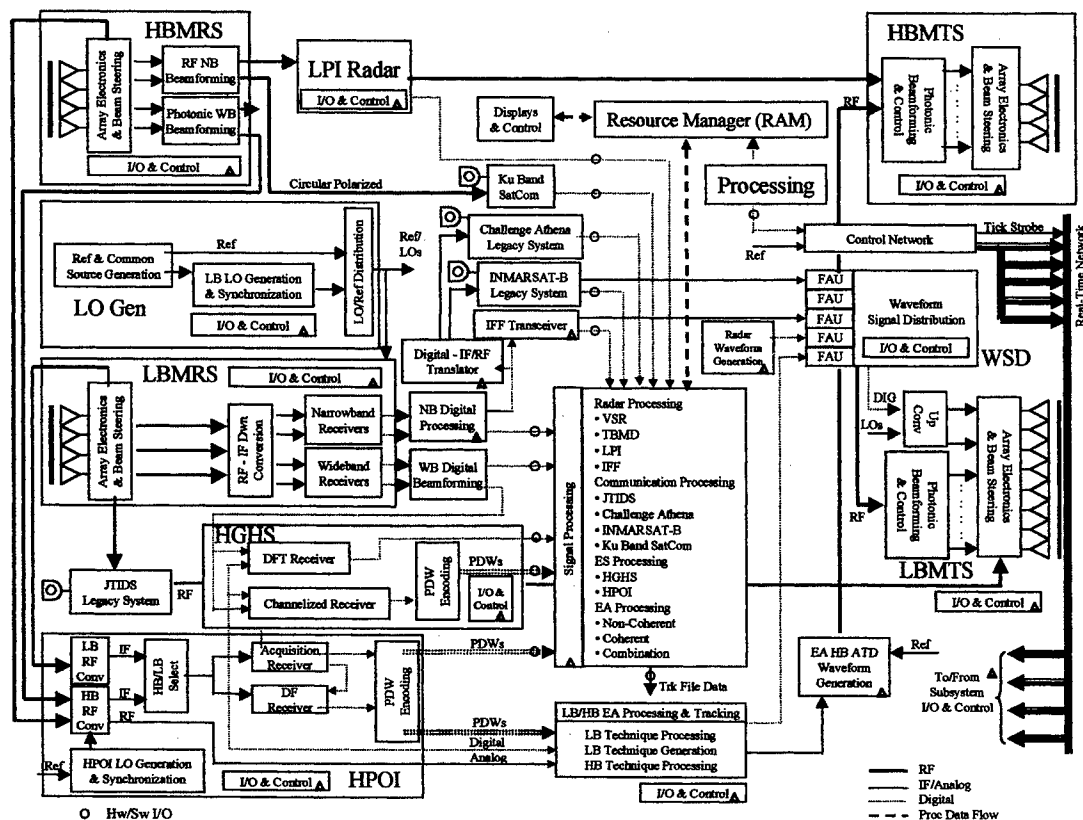 HBMRS
Array Electronics
& Beam Steering
RF NB
Beamforming
Photonic WB
Beamforming
I/O & Control
LPI Radar
I/O & Control
Displays
& Control
Resource Manager (RAM)
Processing
HBMTS
RF
Photonic
Beamforming
& Control
Array Electronics
& Beam Steering
I/O & Control
Circular Polarized
Ku Band
SatCom
Challenge Athena
Legacy System
INMARSAT-B
Legacy System
IFF Transceiver
Digital - IF/RF
Translator
Ref & Common
Source Generation
Ref
LB LO Generation
& Synchronization
LO/Ref Distribution
Ref/
LOs
LO Gen
I/O & Control
Ref
Control Network
Tick Strobe
Real-Time Network
FAU
FAU
FAU
FAU
FAU
Waveform
Signal Distribution
I/O & Control
WSD
Radar
Waveform
Generation
LBMRS
I/O & Control
Array Electronics
& Beam Steering
RF - IF Dwn
Conversion
Narrowband
Receivers
Wideband
Receivers
NB Digital
Processing
WB Digital
Beamforming
Signal Processing
Radar Processing
• VSR
• TBMD
• LPI
• IFF
Communication Processing
• JTIDS
• Challenge Athena
• INMARSAT-B
• Ku Band SatCom
ES Processing
• HGHS
• HPOI
EA Processing
• Non-Coherent
• Coherent
• Combination
DIG
LOs
Up
Conv
RF
Photonic
Beamforming
& Control
Array Electronics
& Beam Steering
LBMTS
I/O & Control
HGHS
DFT Receiver
Channelized Receiver
PDW
Encoding
PDWs
I/O &
Control
JTIDS
Legacy System
RF
LB
RF
Conv
HB
RF
Conv
IF
IF
RF
HB/LB
Select
Acquisition
Receiver
DF
Receiver
PDW
Encoding
PDWs
PDWs
Digital
Analog
Ref
HPOI LO Generation
& Synchronization
I/O & Control
HPOI
Trk File Data
LB/HB EA Processing & Tracking
LB Technique Processing
LB Technique Generation
HB Technique Processing
I/O & Control
EA HB ATD
Waveform
Generation
Ref
To/From
Subsystem
I/O & Control
Hw/Sw I/O
RF
IF/Analog
Digital
Proc Data Flow